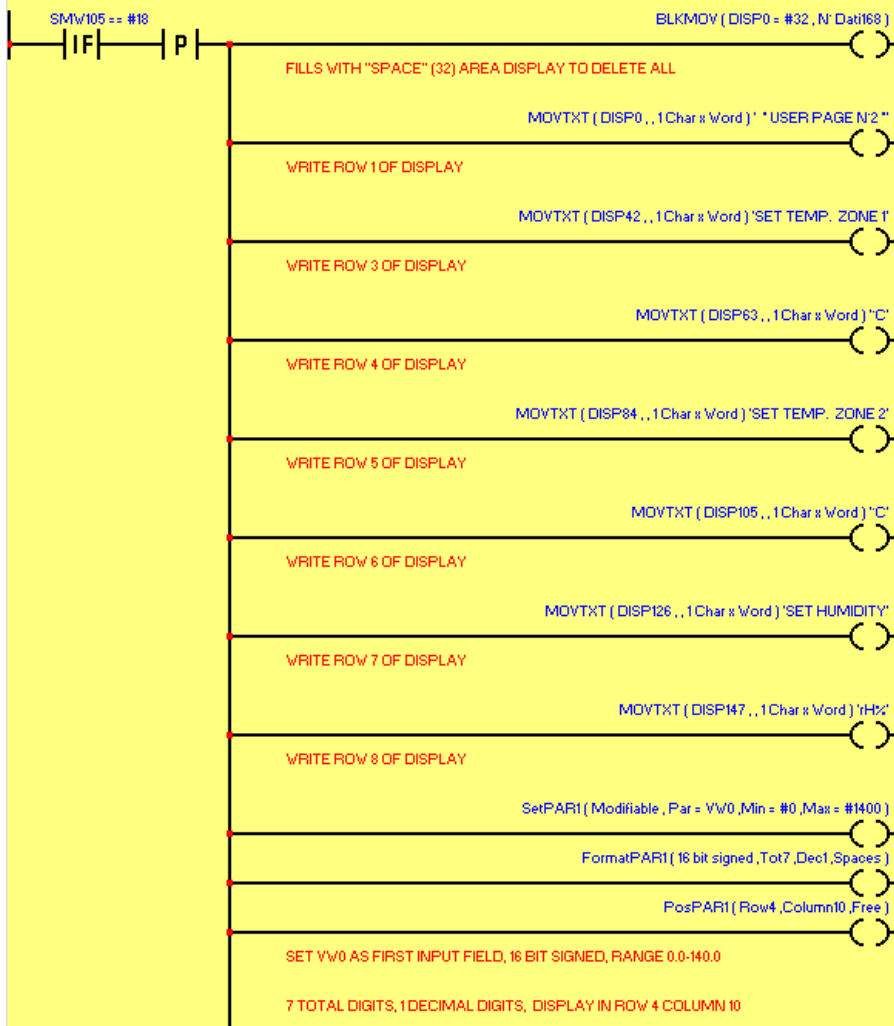 SMW105 == #18
BLKMOV ( DISP0 = #32 , N° Dati168 )
IF
P
FILLS WITH "SPACE" (32) AREA DISPLAY TO DELETE ALL
MOVTXT ( DISP0 , , 1 Char x Word ) ' " USER PAGE N°2 "'
WRITE ROW 1 OF DISPLAY
MOVTXT ( DISP42 , , 1 Char x Word ) 'SET TEMP. ZONE 1'
WRITE ROW 3 OF DISPLAY
MOVTXT ( DISP63 , , 1 Char x Word ) '°C'
WRITE ROW 4 OF DISPLAY
MOVTXT ( DISP84 , , 1 Char x Word ) 'SET TEMP. ZONE 2'
WRITE ROW 5 OF DISPLAY
MOVTXT ( DISP105 , , 1 Char x Word ) '°C'
WRITE ROW 6 OF DISPLAY
MOVTXT ( DISP126 , , 1 Char x Word ) 'SET HUMIDITY'
WRITE ROW 7 OF DISPLAY
MOVTXT ( DISP147 , , 1 Char x Word ) 'rH%'
WRITE ROW 8 OF DISPLAY
SetPAR1( Modifiable , Par = VW0 ,Min = #0 ,Max = #1400 )
FormatPAR1( 16 bit signed ,Tot7 ,Dec1 ,Spaces )
PosPAR1( Row4 ,Column10 ,Free )
SET VW0 AS FIRST INPUT FIELD, 16 BIT SIGNED, RANGE 0.0-140.0
7 TOTAL DIGITS, 1 DECIMAL DIGITS, DISPLAY IN ROW 4 COLUMN 10